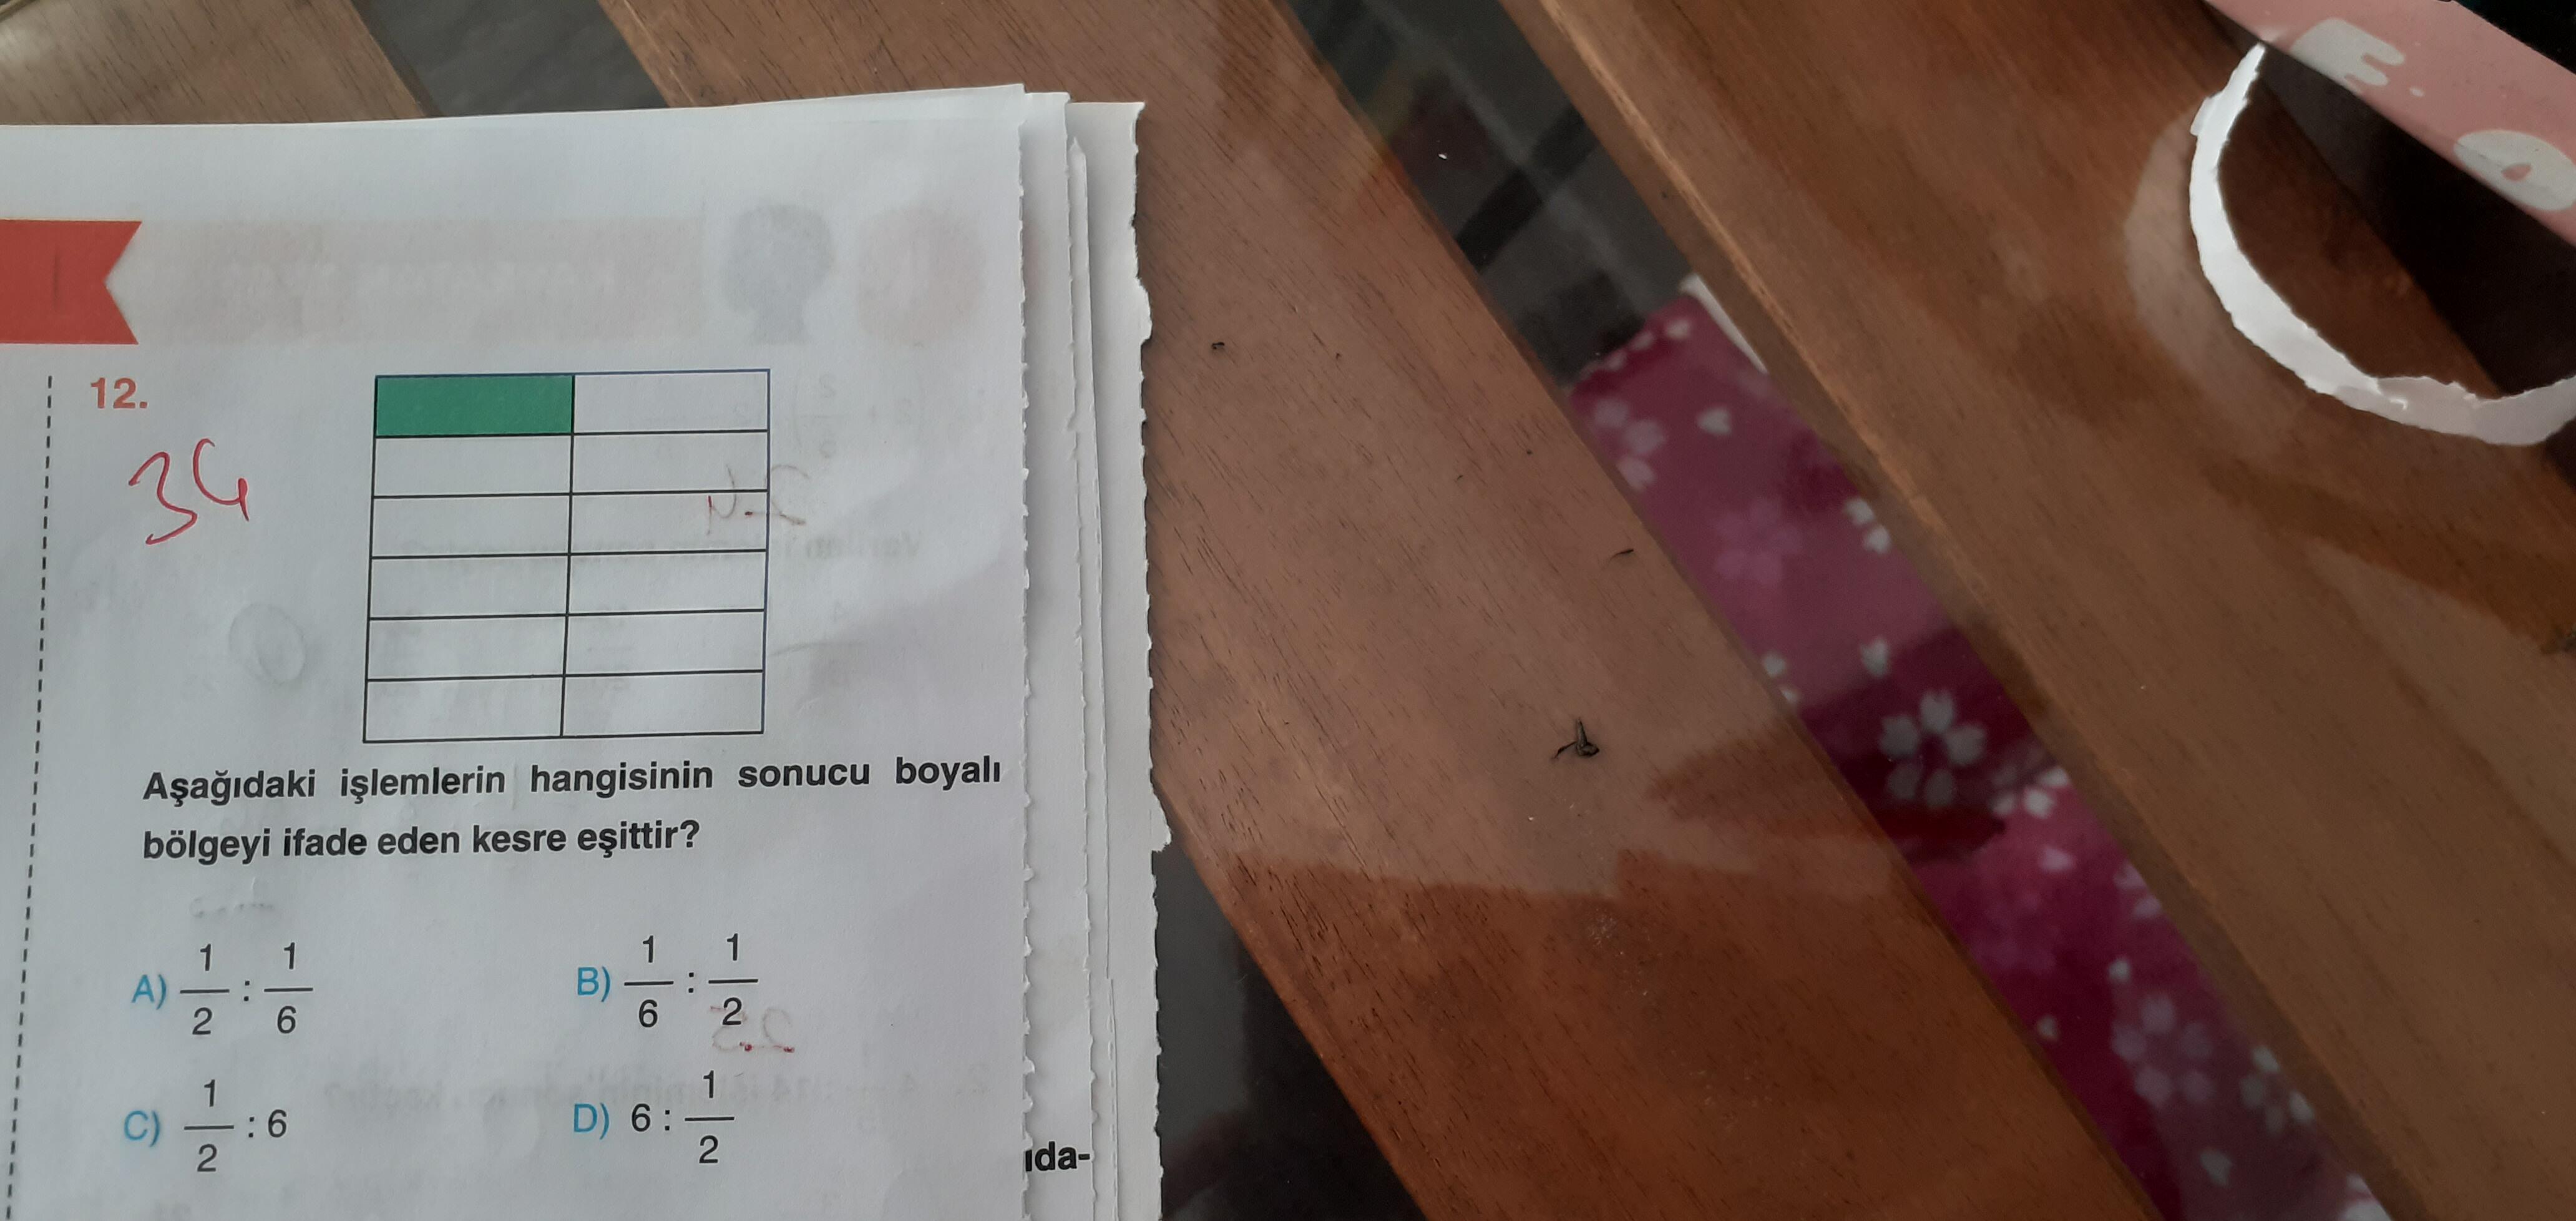 12.
34
Aşağıdaki işlemlerin hangisinin sonucu boyalı
bölgeyi ifade eden kesre eşittir?
A) 1/2 : 1/6
B) 1/6 : 1/2
C) 1/2 : 6
D) 6 : 1/2
ıda-